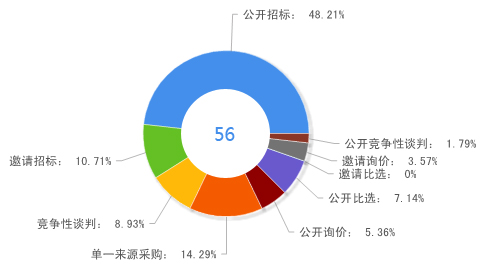 公开招标： 48.21%
56
公开竞争性谈判： 1.79%
邀请询价： 3.57%
邀请招标： 10.71%
邀请比选： 0%
公开比选： 7.14%
竞争性谈判： 8.93%
公开询价： 5.36%
单一来源采购： 14.29%